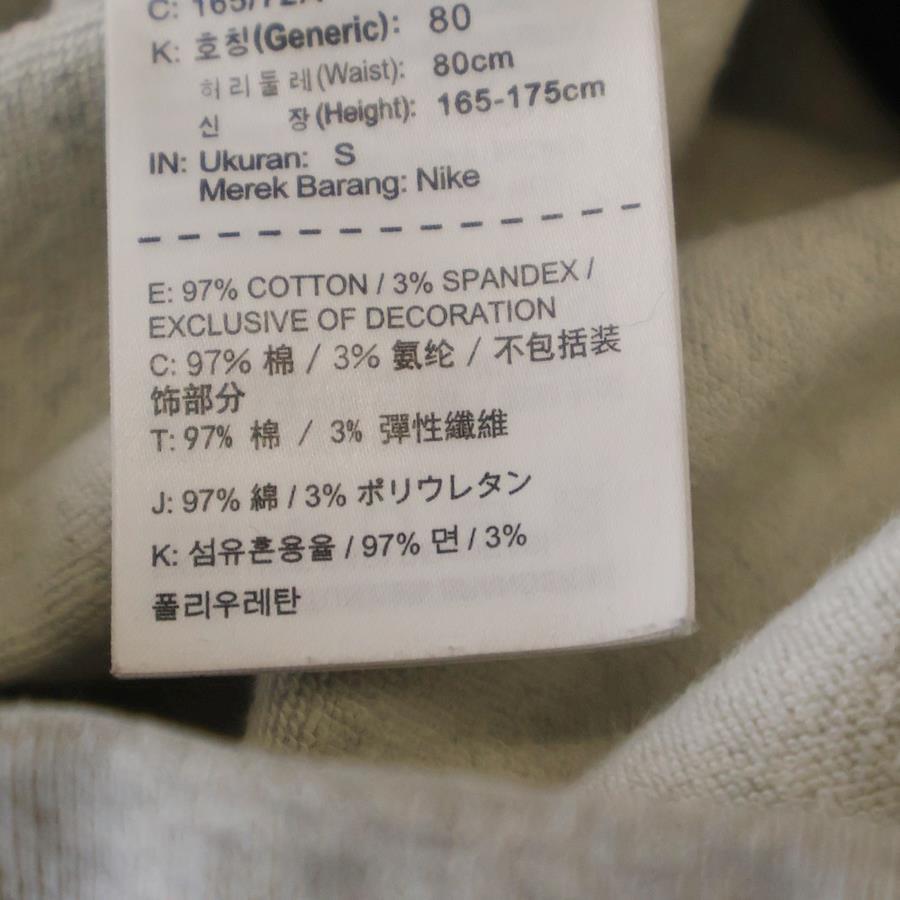 C: 165/72A
K: 호칭(Generic): 80
허리둘레(Waist): 80cm
신 장(Height): 165-175cm
IN: Ukuran: S
Merek Barang: Nike
E: 97% COTTON / 3% SPANDEX /
EXCLUSIVE OF DECORATION
C: 97% 棉 / 3% 氨纶 / 不包括装
饰部分
T: 97% 棉 / 3% 彈性纖維
J: 97% 綿 / 3% ポリウレタン
K: 섬유혼용율 / 97% 면 / 3%
폴리우레탄